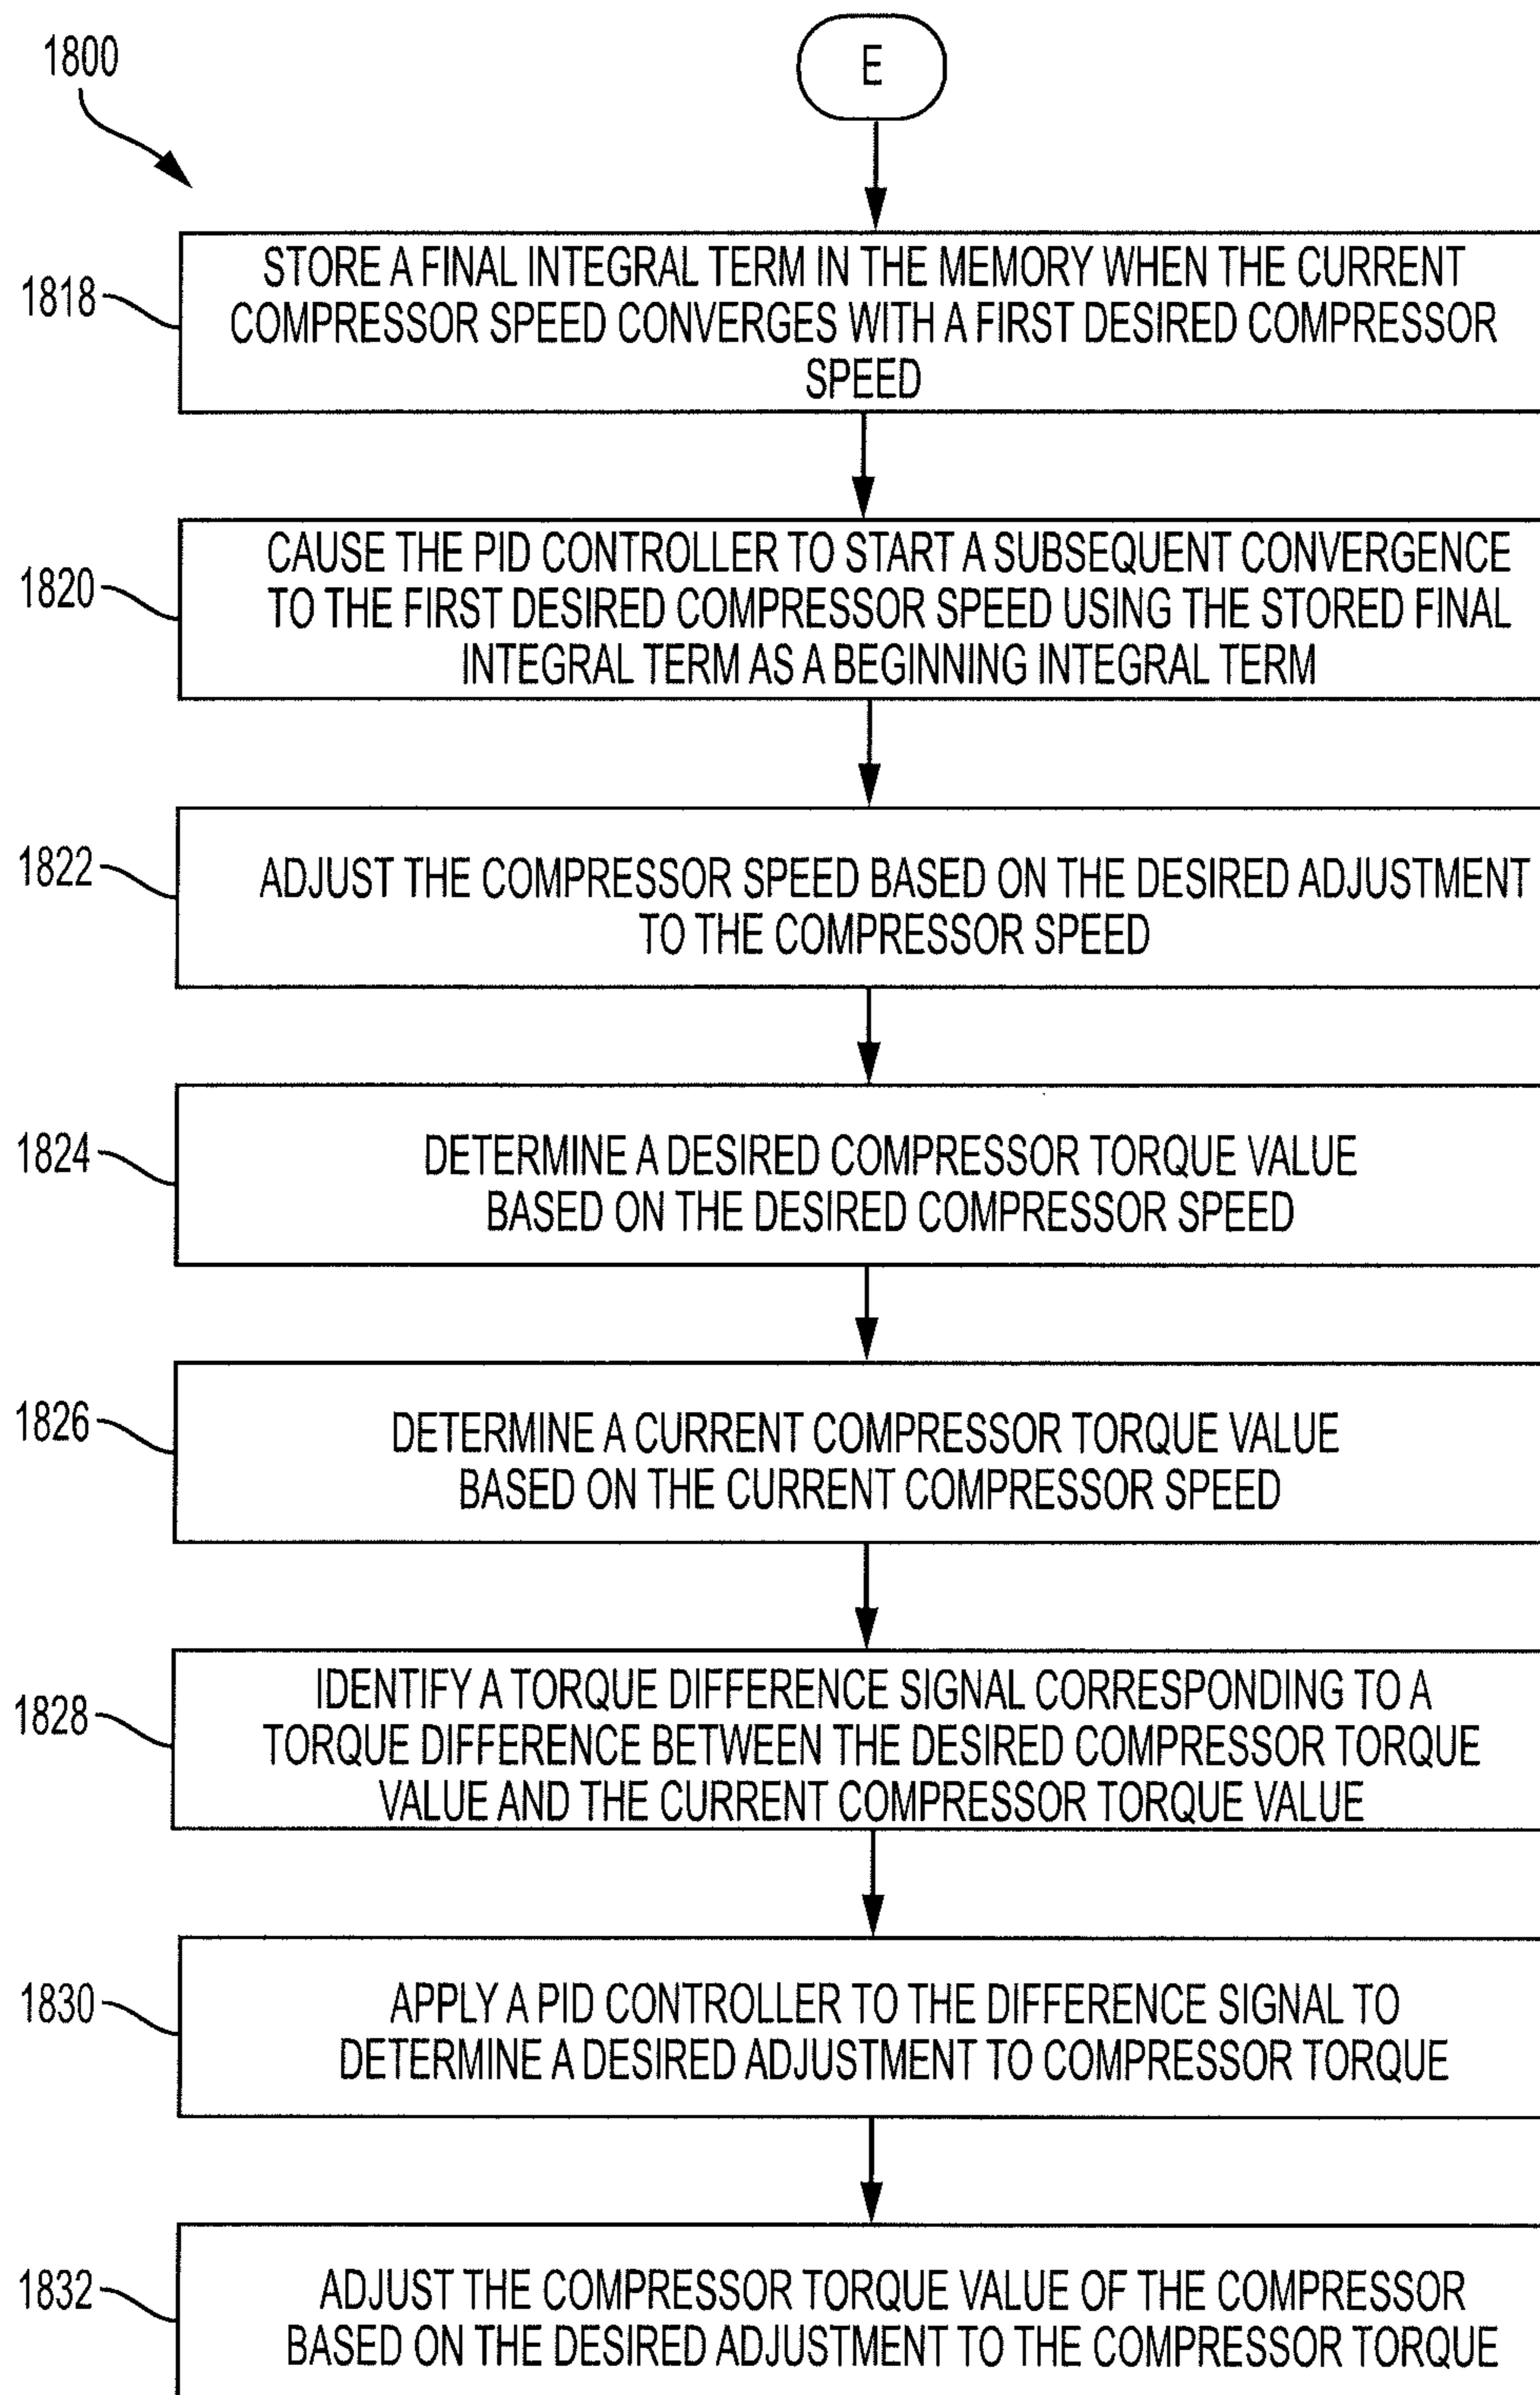 1800
E
1818
STORE A FINAL INTEGRAL TERM IN THE MEMORY WHEN THE CURRENT
COMPRESSOR SPEED CONVERGES WITH A FIRST DESIRED COMPRESSOR
SPEED
1820
CAUSE THE PID CONTROLLER TO START A SUBSEQUENT CONVERGENCE
TO THE FIRST DESIRED COMPRESSOR SPEED USING THE STORED FINAL
INTEGRAL TERM AS A BEGINNING INTEGRAL TERM
1822
ADJUST THE COMPRESSOR SPEED BASED ON THE DESIRED ADJUSTMENT
TO THE COMPRESSOR SPEED
1824
DETERMINE A DESIRED COMPRESSOR TORQUE VALUE
BASED ON THE DESIRED COMPRESSOR SPEED
1826
DETERMINE A CURRENT COMPRESSOR TORQUE VALUE
BASED ON THE CURRENT COMPRESSOR SPEED
1828
IDENTIFY A TORQUE DIFFERENCE SIGNAL CORRESPONDING TO A
TORQUE DIFFERENCE BETWEEN THE DESIRED COMPRESSOR TORQUE
VALUE AND THE CURRENT COMPRESSOR TORQUE VALUE
1830
APPLY A PID CONTROLLER TO THE DIFFERENCE SIGNAL TO
DETERMINE A DESIRED ADJUSTMENT TO COMPRESSOR TORQUE
1832
ADJUST THE COMPRESSOR TORQUE VALUE OF THE COMPRESSOR
BASED ON THE DESIRED ADJUSTMENT TO THE COMPRESSOR TORQUE